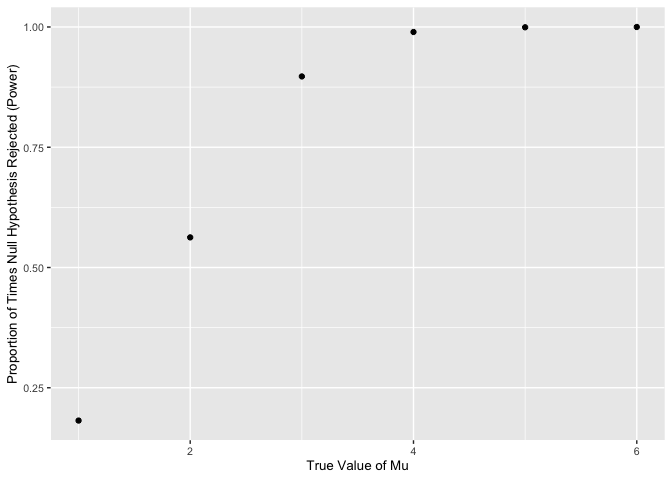 Proportion of Times Null Hypothesis Rejected (Power)
1.00
0.75
0.50
0.25
2 4 6
True Value of Mu